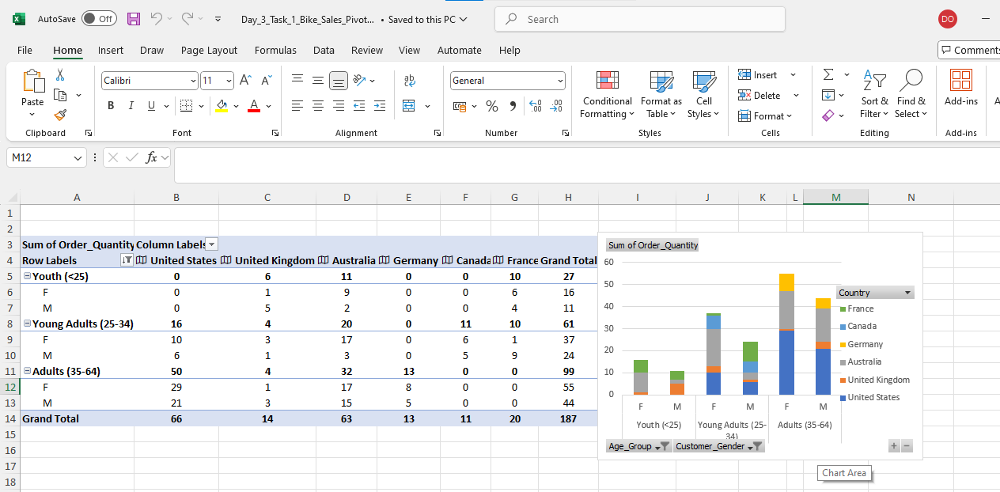 AutoSave Off Day_3_Task_1_Bike_Sales_Pivot... • Saved to this PC Search DO
File Home Insert Draw Page Layout Formulas Data Review View Automate Help Comments
Paste
Clipboard
Calibri 11
B I U A
Font
ab
Alignment
General
% 9
Number
Conditional Formatting
Format as Table
Cell Styles
Styles
Insert
Delete
Format
Cells
Sort & Filter
Find & Select
Editing
Add-ins
Add-ins
M12 fx
A B C D E F G H I J K L M N
1
2
3 Sum of Order_Quantity Column Labels
4 Row Labels United States United Kingdom Australia Germany Canada France Grand Total
5 Youth (<25) 0 6 11 0 0 10 27
6 F 0 1 9 0 0 6 16
7 M 0 5 2 0 0 4 11
8 Young Adults (25-34) 16 4 20 0 11 10 61
9 F 10 3 17 0 6 1 37
10 M 6 1 3 0 5 9 24
11 Adults (35-64) 50 4 32 13 0 0 99
12 F 29 1 17 8 0 0 55
13 M 21 3 15 5 0 0 44
14 Grand Total 66 14 63 13 11 20 187
15
16
17
18
Sum of Order_Quantity
60
50
40
30
20
10
0
F M F M F M
Youth (<25) Young Adults (25-34) Adults (35-64)
Country
France
Canada
Germany
Australia
United Kingdom
United States
Age_Group Customer_Gender + −
Chart Area